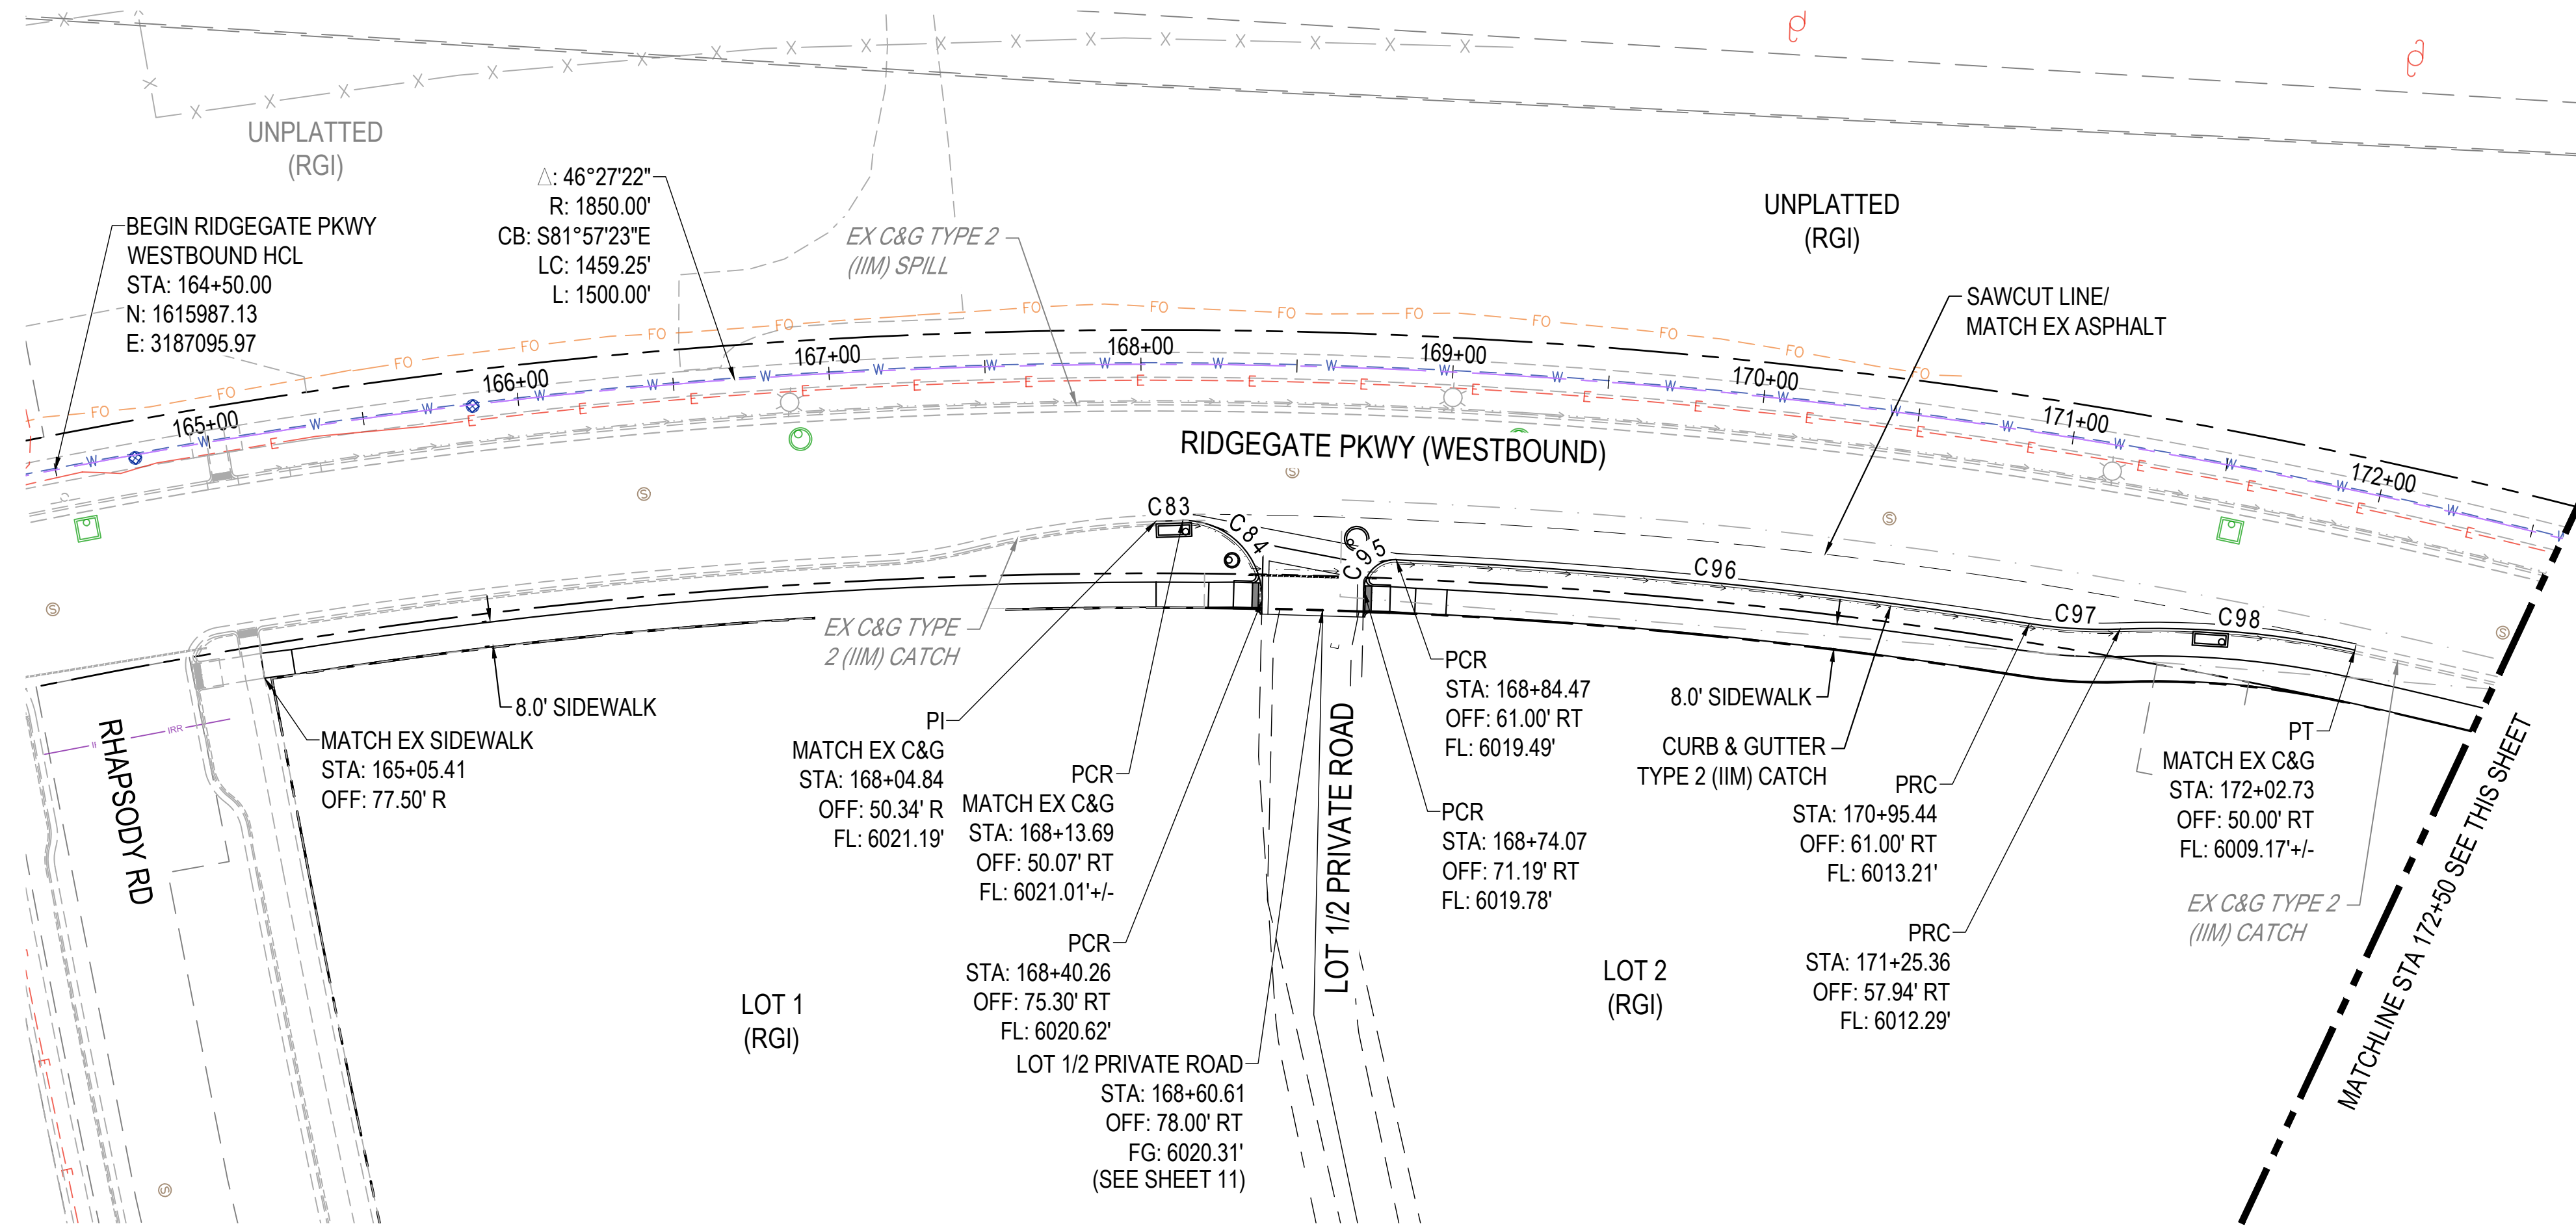 UNPLATTED
(RGI)
BEGIN RIDGEGATE PKWY
WESTBOUND HCL
STA: 164+50.00
N: 1615987.13
E: 3187095.97
△: 46°27'22"
R: 1850.00'
CB: S81°57'23"E
LC: 1459.25'
L: 1500.00'
EX C&G TYPE 2
(IIM) SPILL
UNPLATTED
(RGI)
SAWCUT LINE/
MATCH EX ASPHALT
165+00
166+00
167+00
168+00
169+00
170+00
171+00
172+00
RIDGEGATE PKWY (WESTBOUND)
C83
C84
C95
C96
C97
C98
EX C&G TYPE
2 (IIM) CATCH
8.0' SIDEWALK
MATCH EX SIDEWALK
STA: 165+05.41
OFF: 77.50' R
RHAPSODY RD
IRR
PI
MATCH EX C&G
STA: 168+04.84
OFF: 50.34' R
FL: 6021.19'
PCR
MATCH EX C&G
STA: 168+13.69
OFF: 50.07' RT
FL: 6021.01'+/-
PCR
STA: 168+40.26
OFF: 75.30' RT
FL: 6020.62'
LOT 1/2 PRIVATE ROAD
STA: 168+60.61
OFF: 78.00' RT
FG: 6020.31'
(SEE SHEET 11)
LOT 1/2 PRIVATE ROAD
PCR
STA: 168+84.47
OFF: 61.00' RT
FL: 6019.49'
PCR
STA: 168+74.07
OFF: 71.19' RT
FL: 6019.78'
8.0' SIDEWALK
CURB & GUTTER
TYPE 2 (IIM) CATCH
PRC
STA: 170+95.44
OFF: 61.00' RT
FL: 6013.21'
PRC
STA: 171+25.36
OFF: 57.94' RT
FL: 6012.29'
PT
MATCH EX C&G
STA: 172+02.73
OFF: 50.00' RT
FL: 6009.17'+/-
EX C&G TYPE 2
(IIM) CATCH
LOT 1
(RGI)
LOT 2
(RGI)
MATCHLINE STA 172+50 SEE THIS SHEET